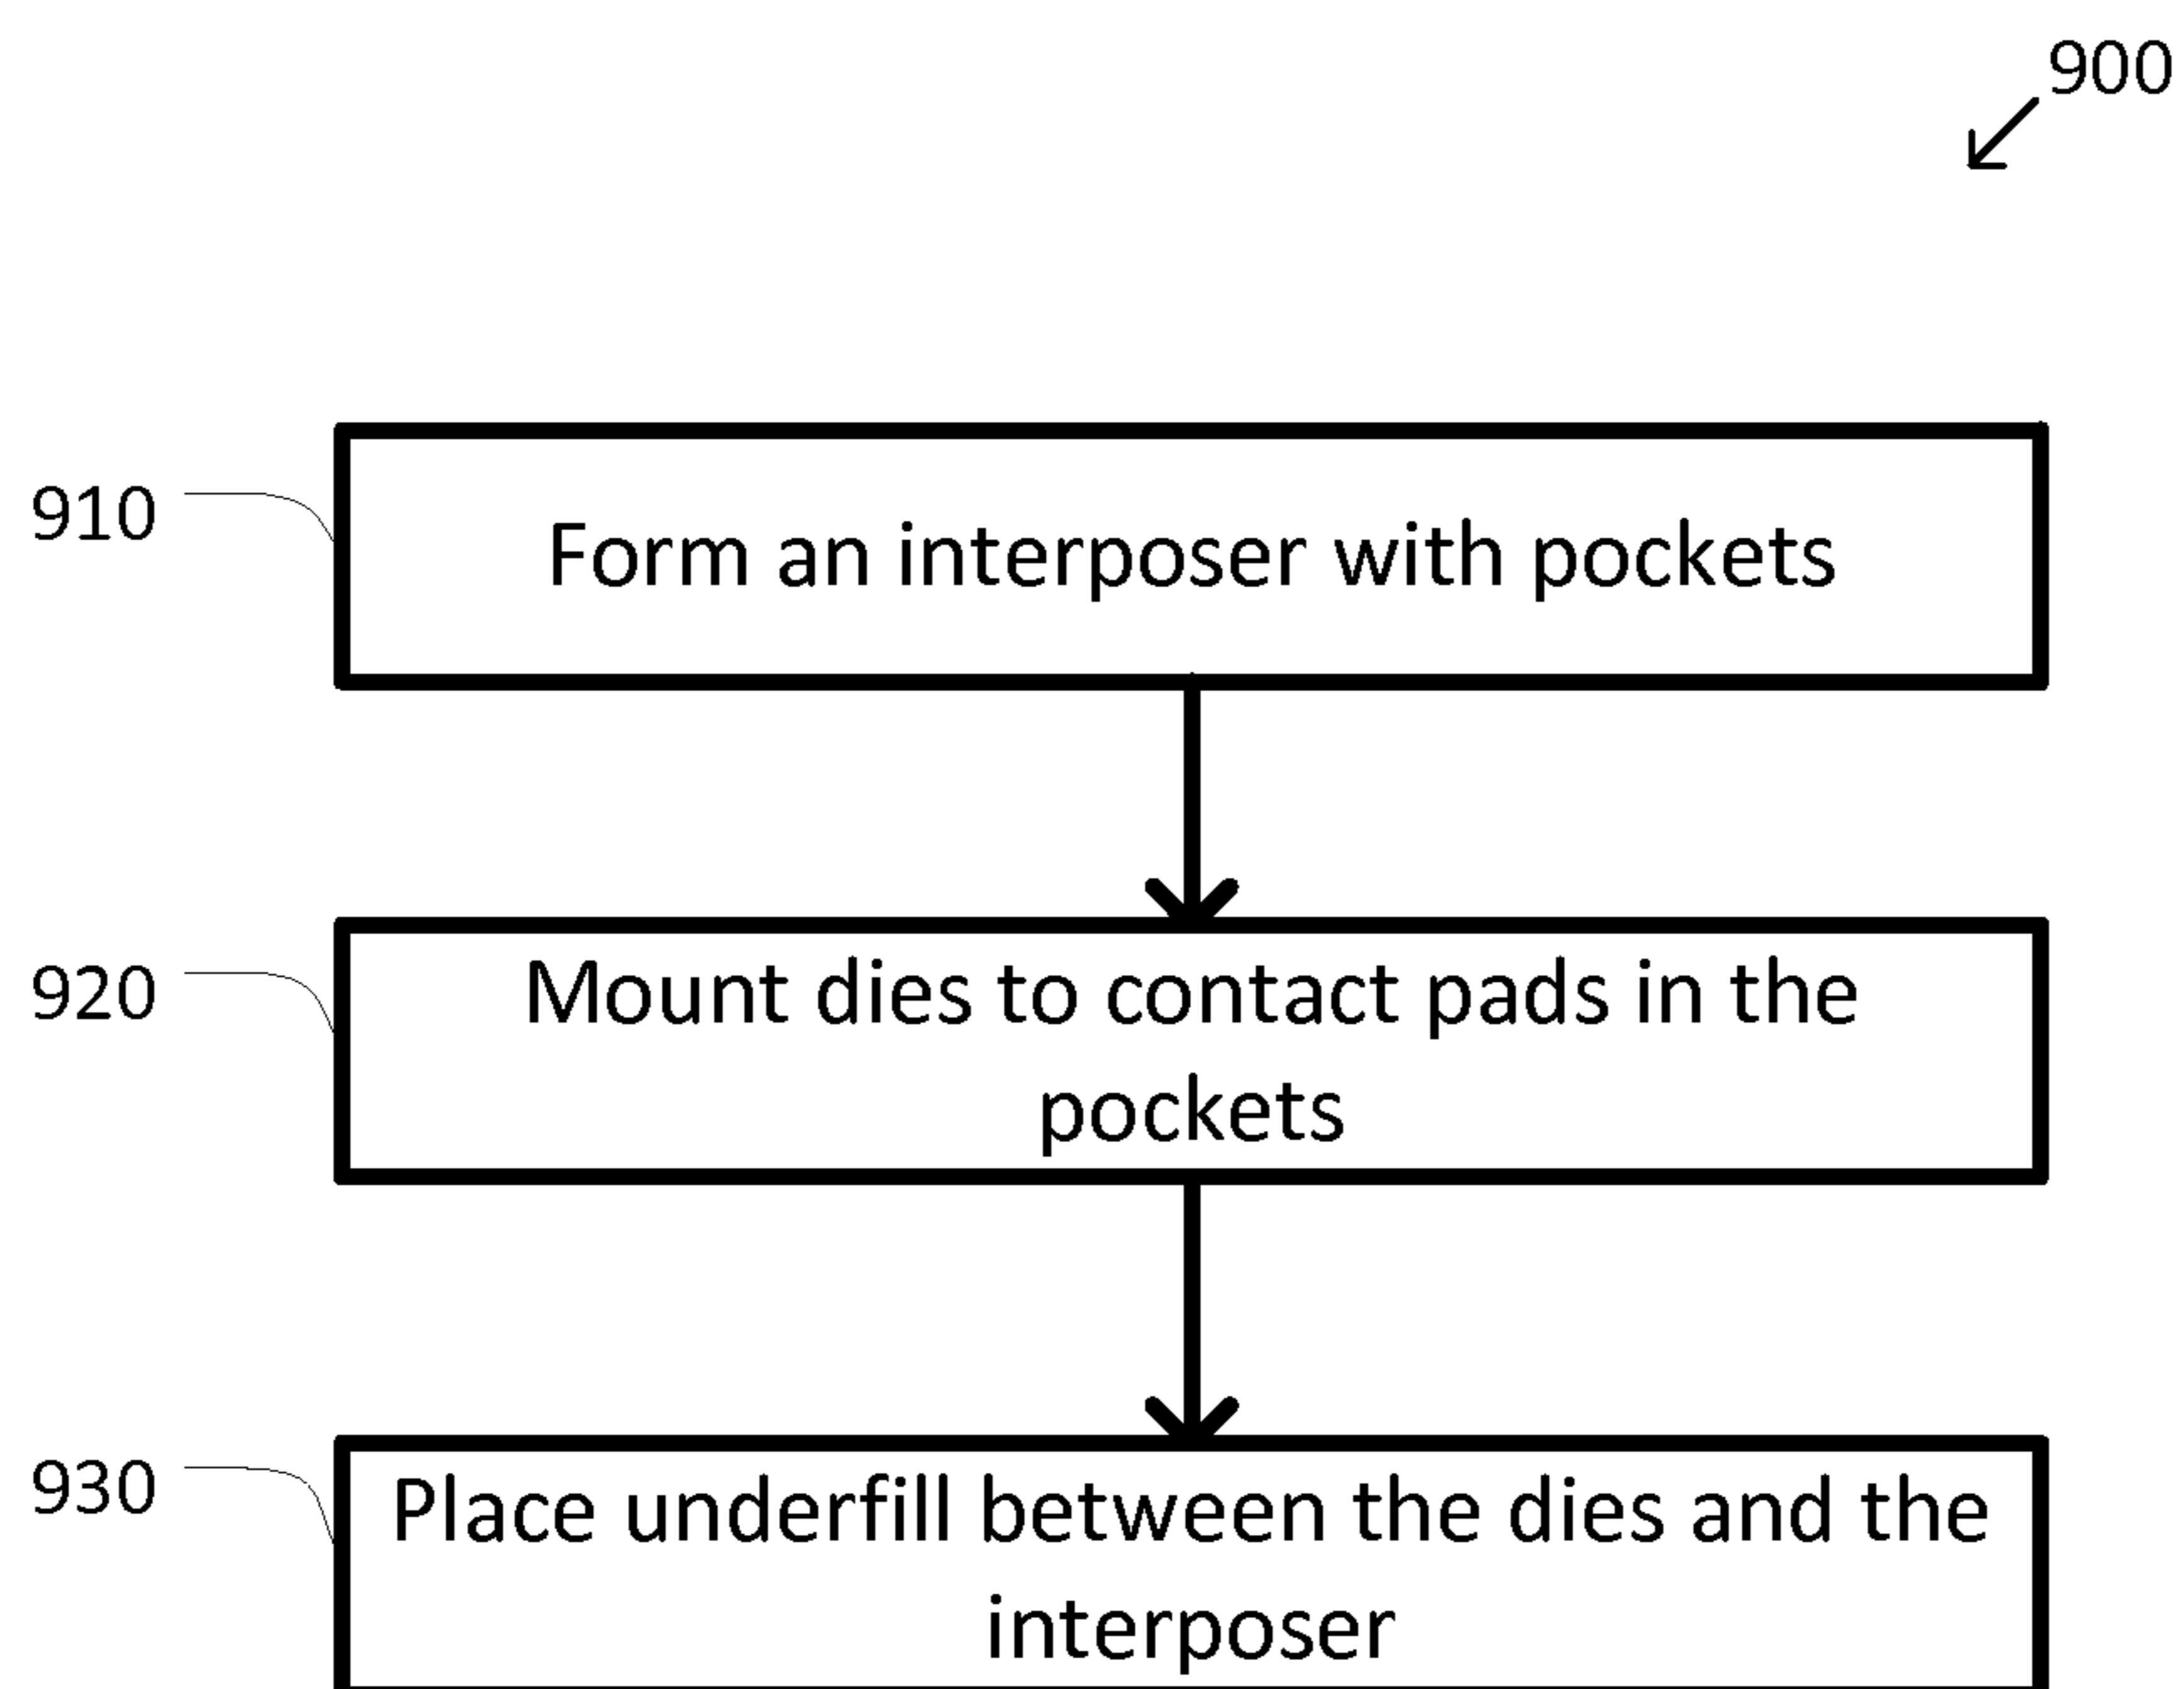 900
910
Form an interposer with pockets
920
Mount dies to contact pads in the
pockets
930
Place underfill between the dies and the
interposer